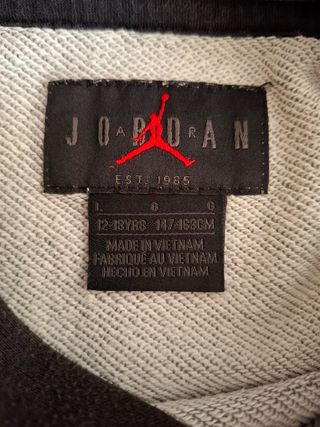 JORDAN
AIR
EST. 1985
L G G
12-13YRS 147-163CM
MADE IN VIETNAM
FABRIQUÉ AU VIETNAM
HECHO EN VIETNAM